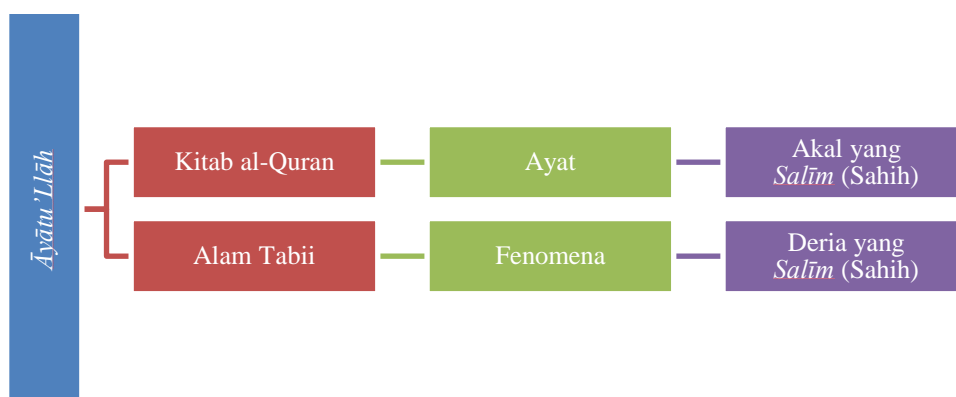 Āyātu’Llāh
Kitab al-Quran
Ayat
Akal yang
Salīm (Sahih)
Alam Tabii
Fenomena
Deria yang
Salīm (Sahih)